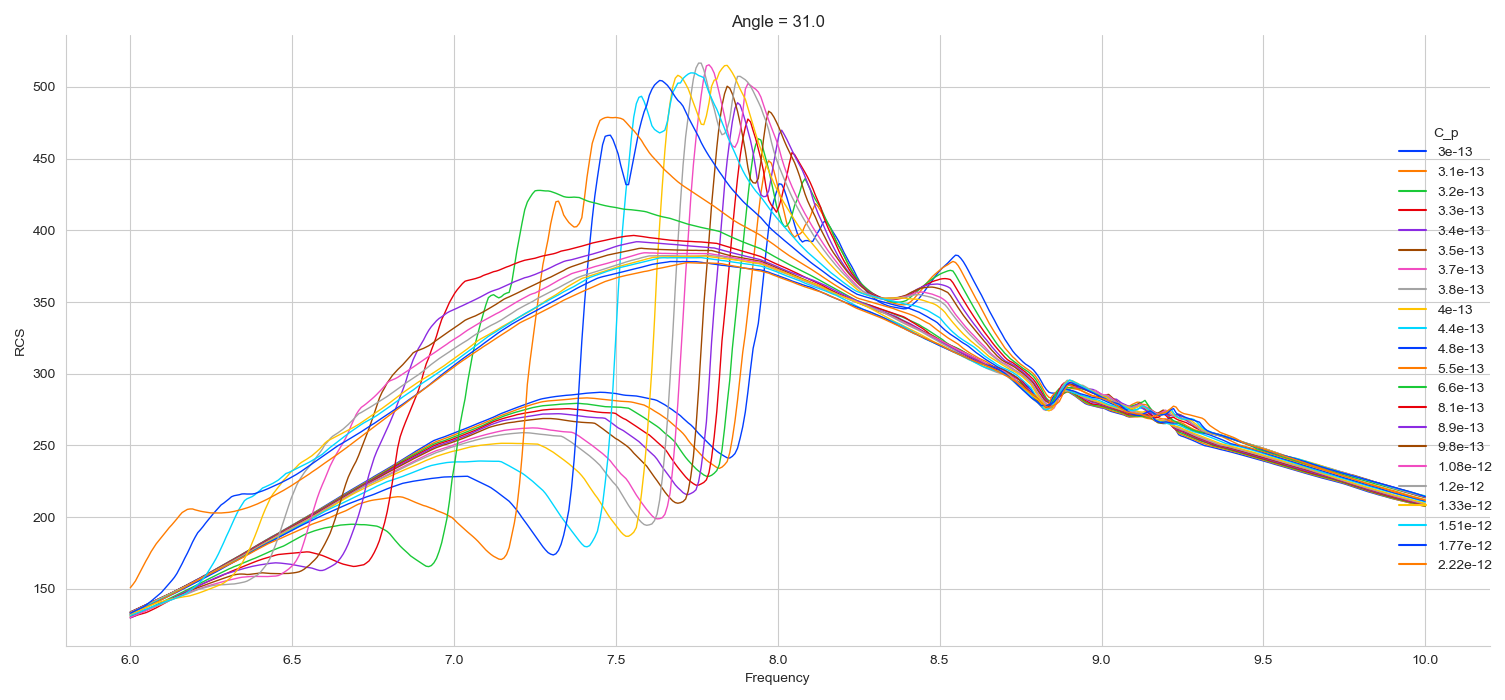 Angle = 31.0
RCS
500
450
400
350
300
250
200
150
6.0 6.5 7.0 7.5 8.0 8.5 9.0 9.5 10.0
Frequency
C_p
3e-13
3.1e-13
3.2e-13
3.3e-13
3.4e-13
3.5e-13
3.7e-13
3.8e-13
4e-13
4.4e-13
4.8e-13
5.5e-13
6.6e-13
8.1e-13
8.9e-13
9.8e-13
1.08e-12
1.2e-12
1.33e-12
1.51e-12
1.77e-12
2.22e-12